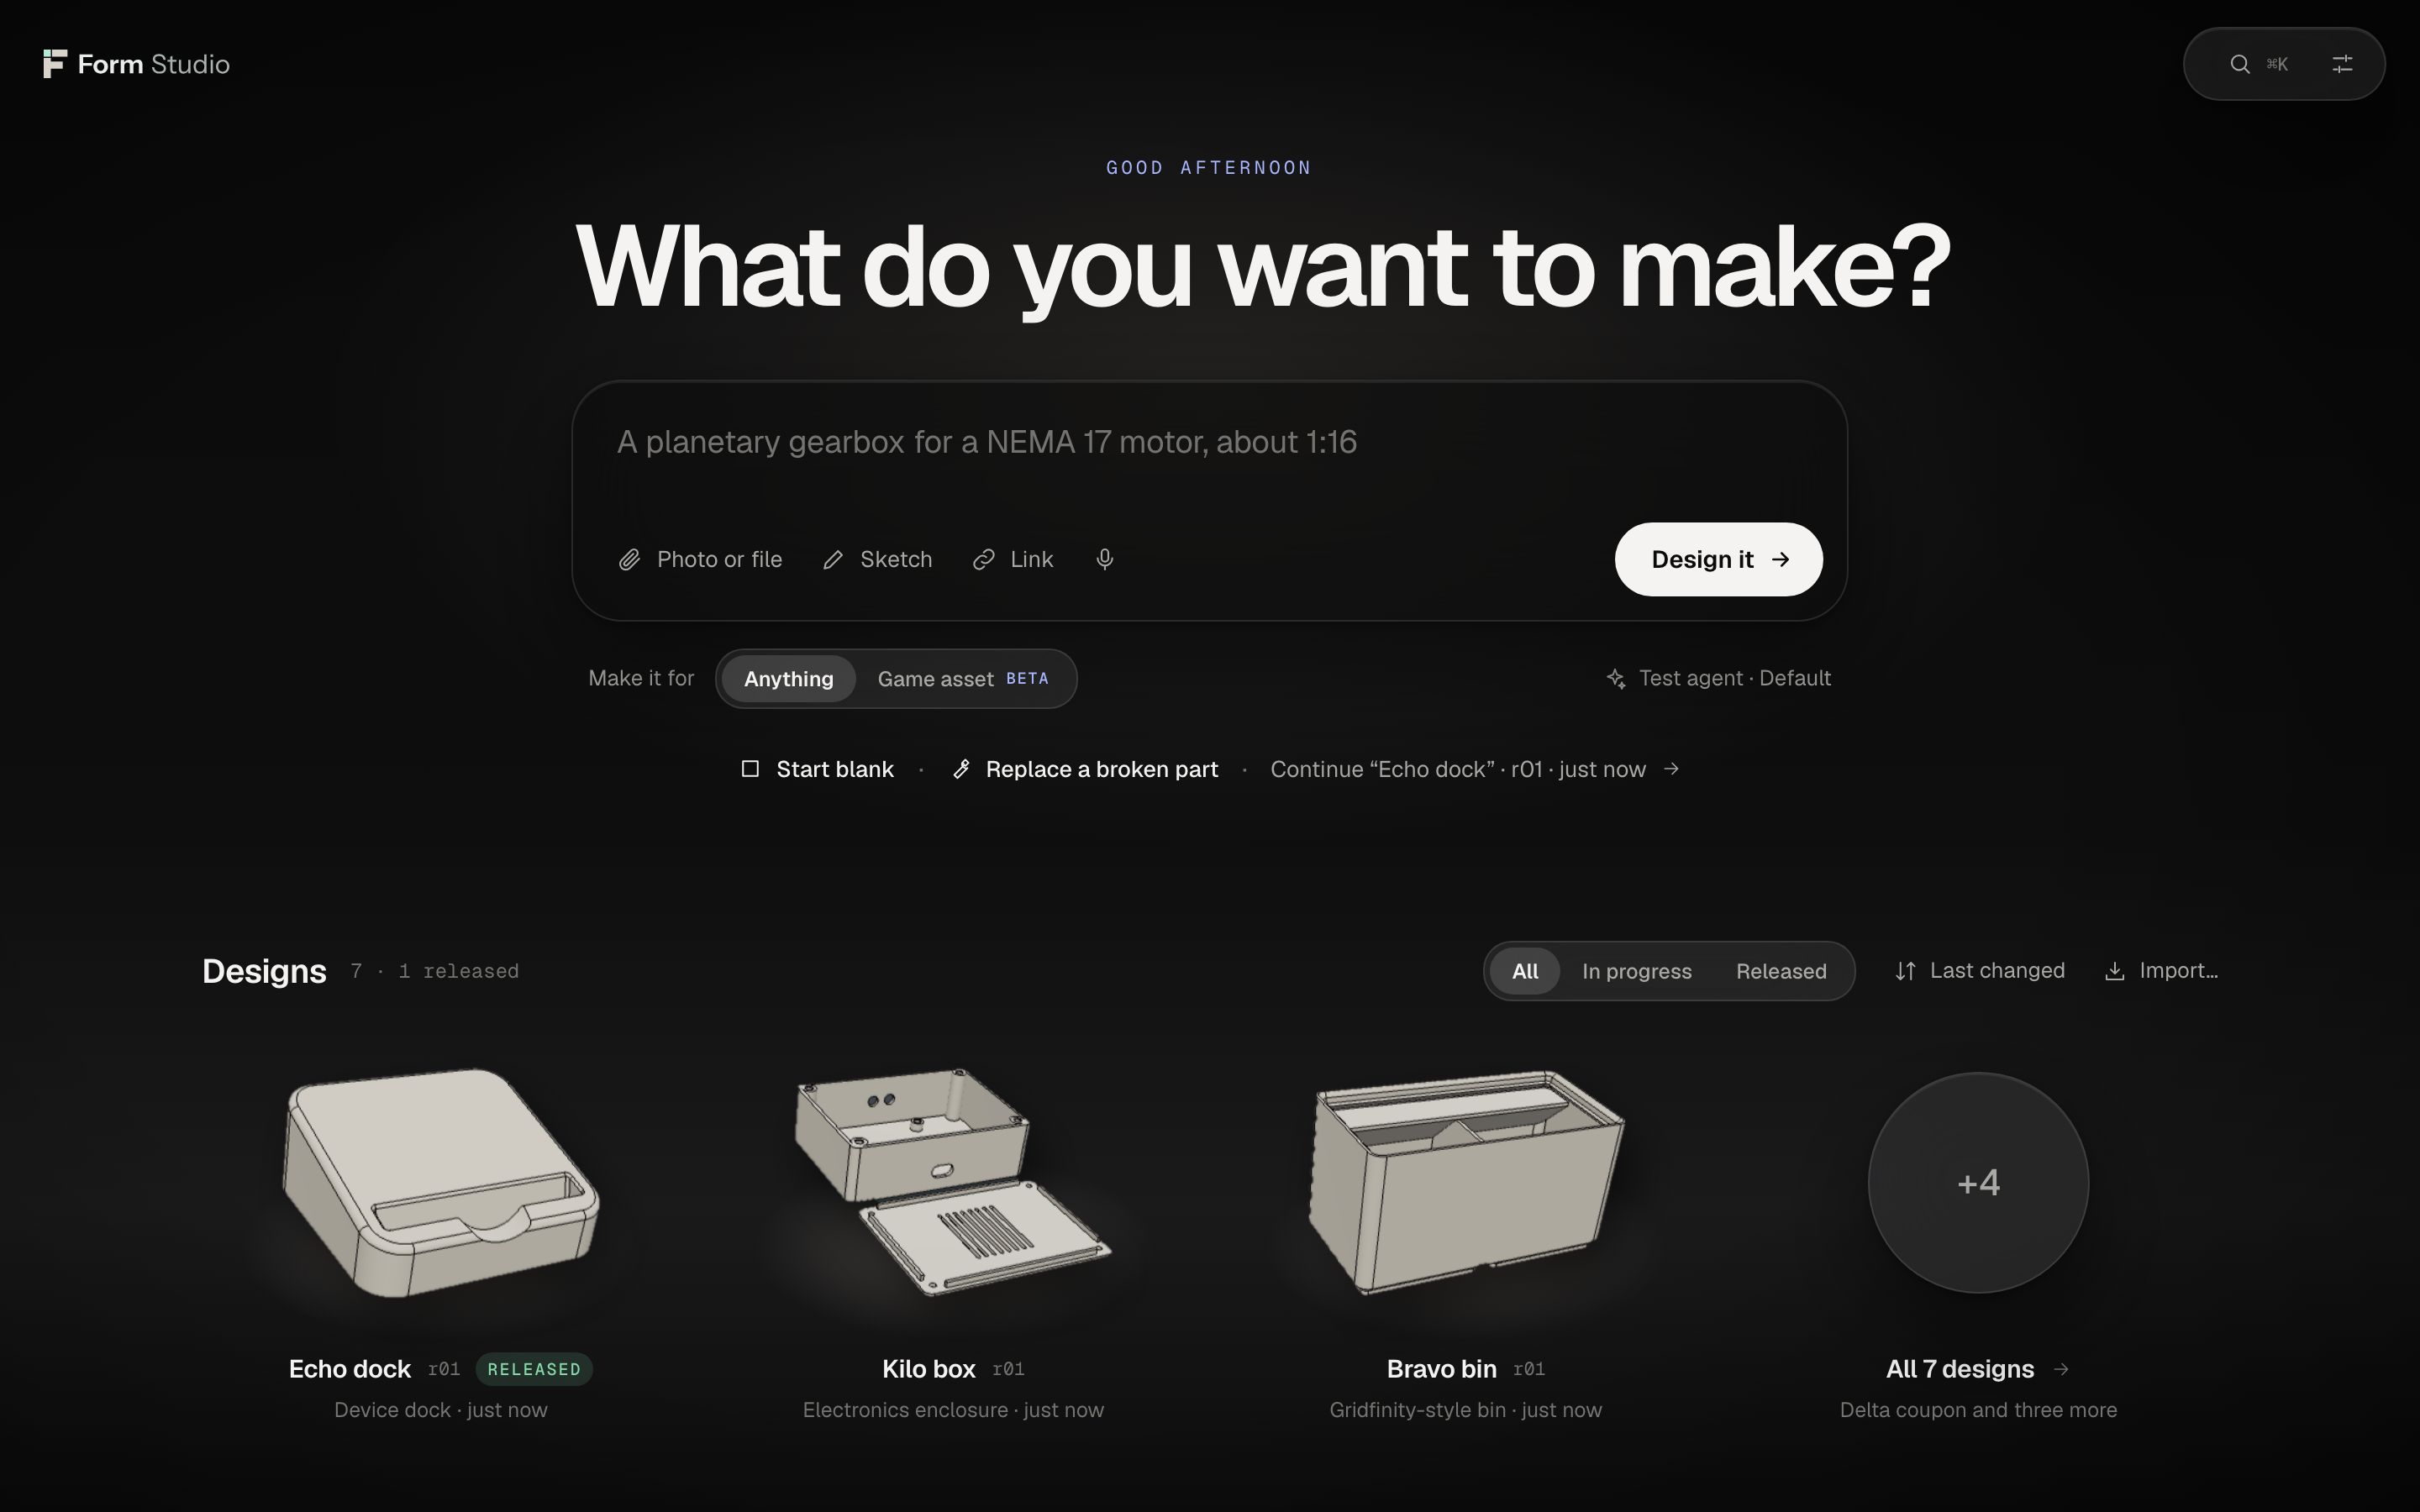 Form Studio
⌘K
GOOD AFTERNOON
What do you want to make?
A planetary gearbox for a NEMA 17 motor, about 1:16
Photo or file Sketch Link Design it →
Make it for Anything Game asset BETA Test agent · Default
Start blank · Replace a broken part · Continue “Echo dock” · r01 · just now →
Designs 7 · 1 released All In progress Released Last changed Import…
+4
Echo dock r01 RELEASED Kilo box r01 Bravo bin r01 All 7 designs →
Device dock · just now Electronics enclosure · just now Gridfinity-style bin · just now Delta coupon and three more